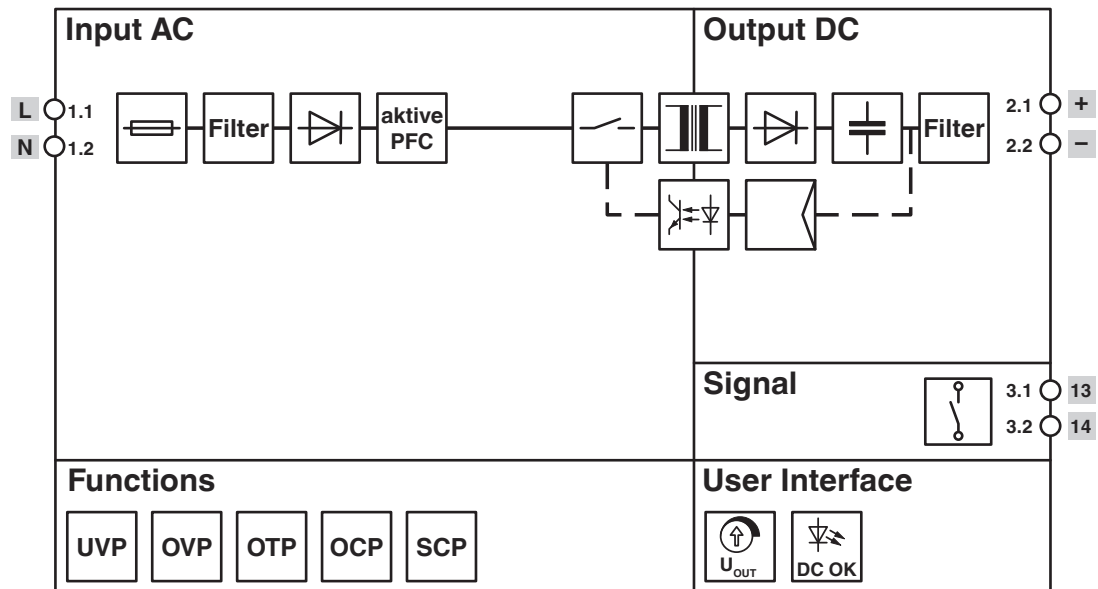 Input AC
Output DC
L 1.1
N 1.2
Filter
aktive
PFC
Filter
2.1 +
2.2 −
Signal
3.1 13
3.2 14
Functions
UVP
OVP
OTP
OCP
SCP
User Interface
UOUT
DC OK